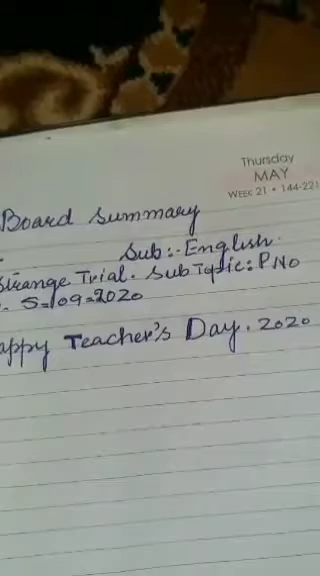 Thursday
MAY
WEEK 21 • 144-221
Board Summary
Sub:- English.
Strange Trial. Sub Topic: P No
5-09-2020
appy Teacher's Day. 2020